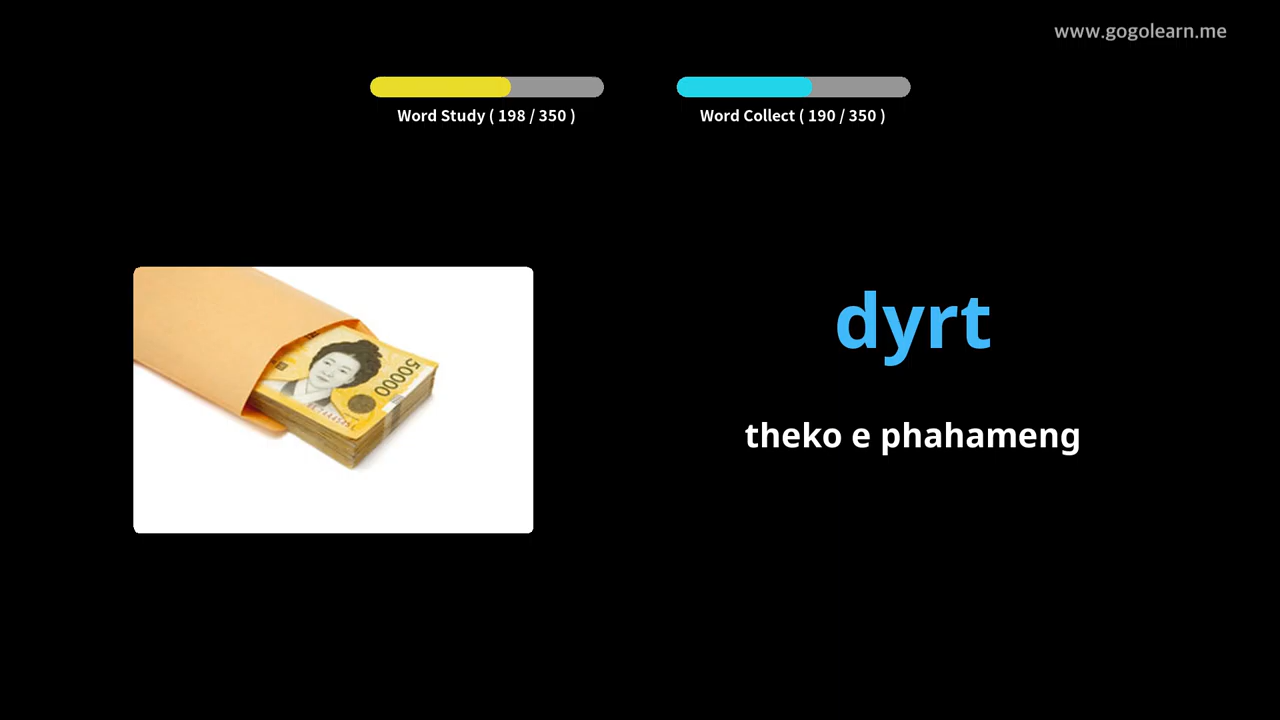 www.gogolearn.me
Word Study ( 198 / 350 )
Word Collect ( 190 / 350 )
50000
dyrt
theko e phahameng